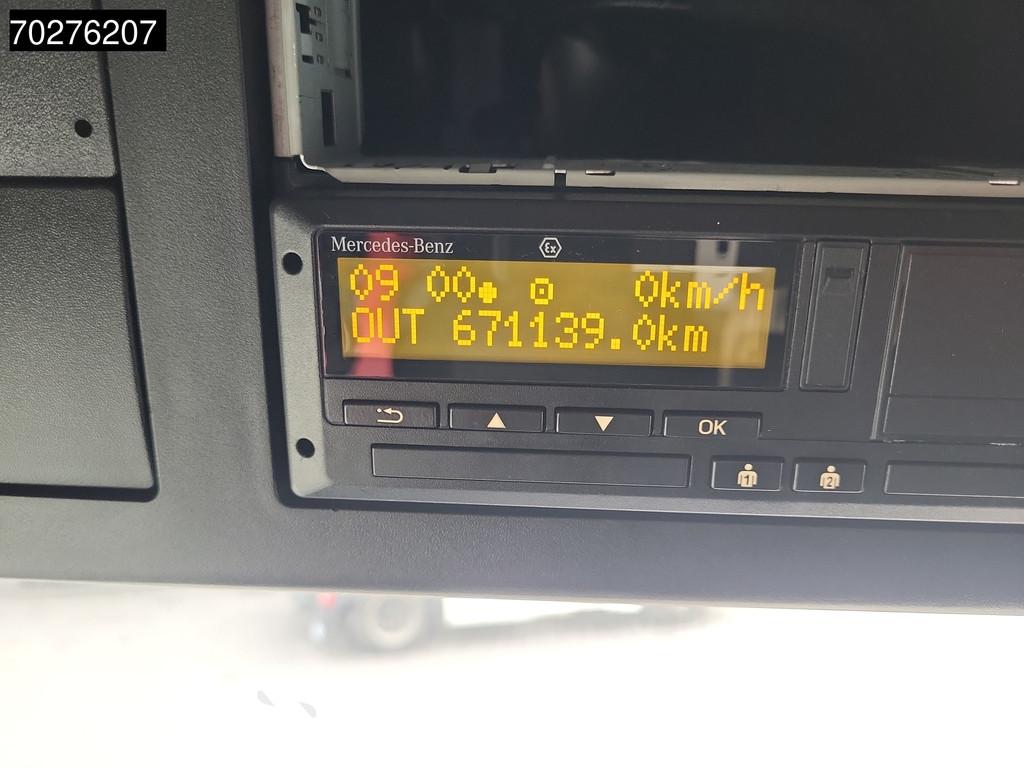 70276207
Mercedes-Benz
Ex
09 00 0km/h
OUT 671139.0km
OK
1 2